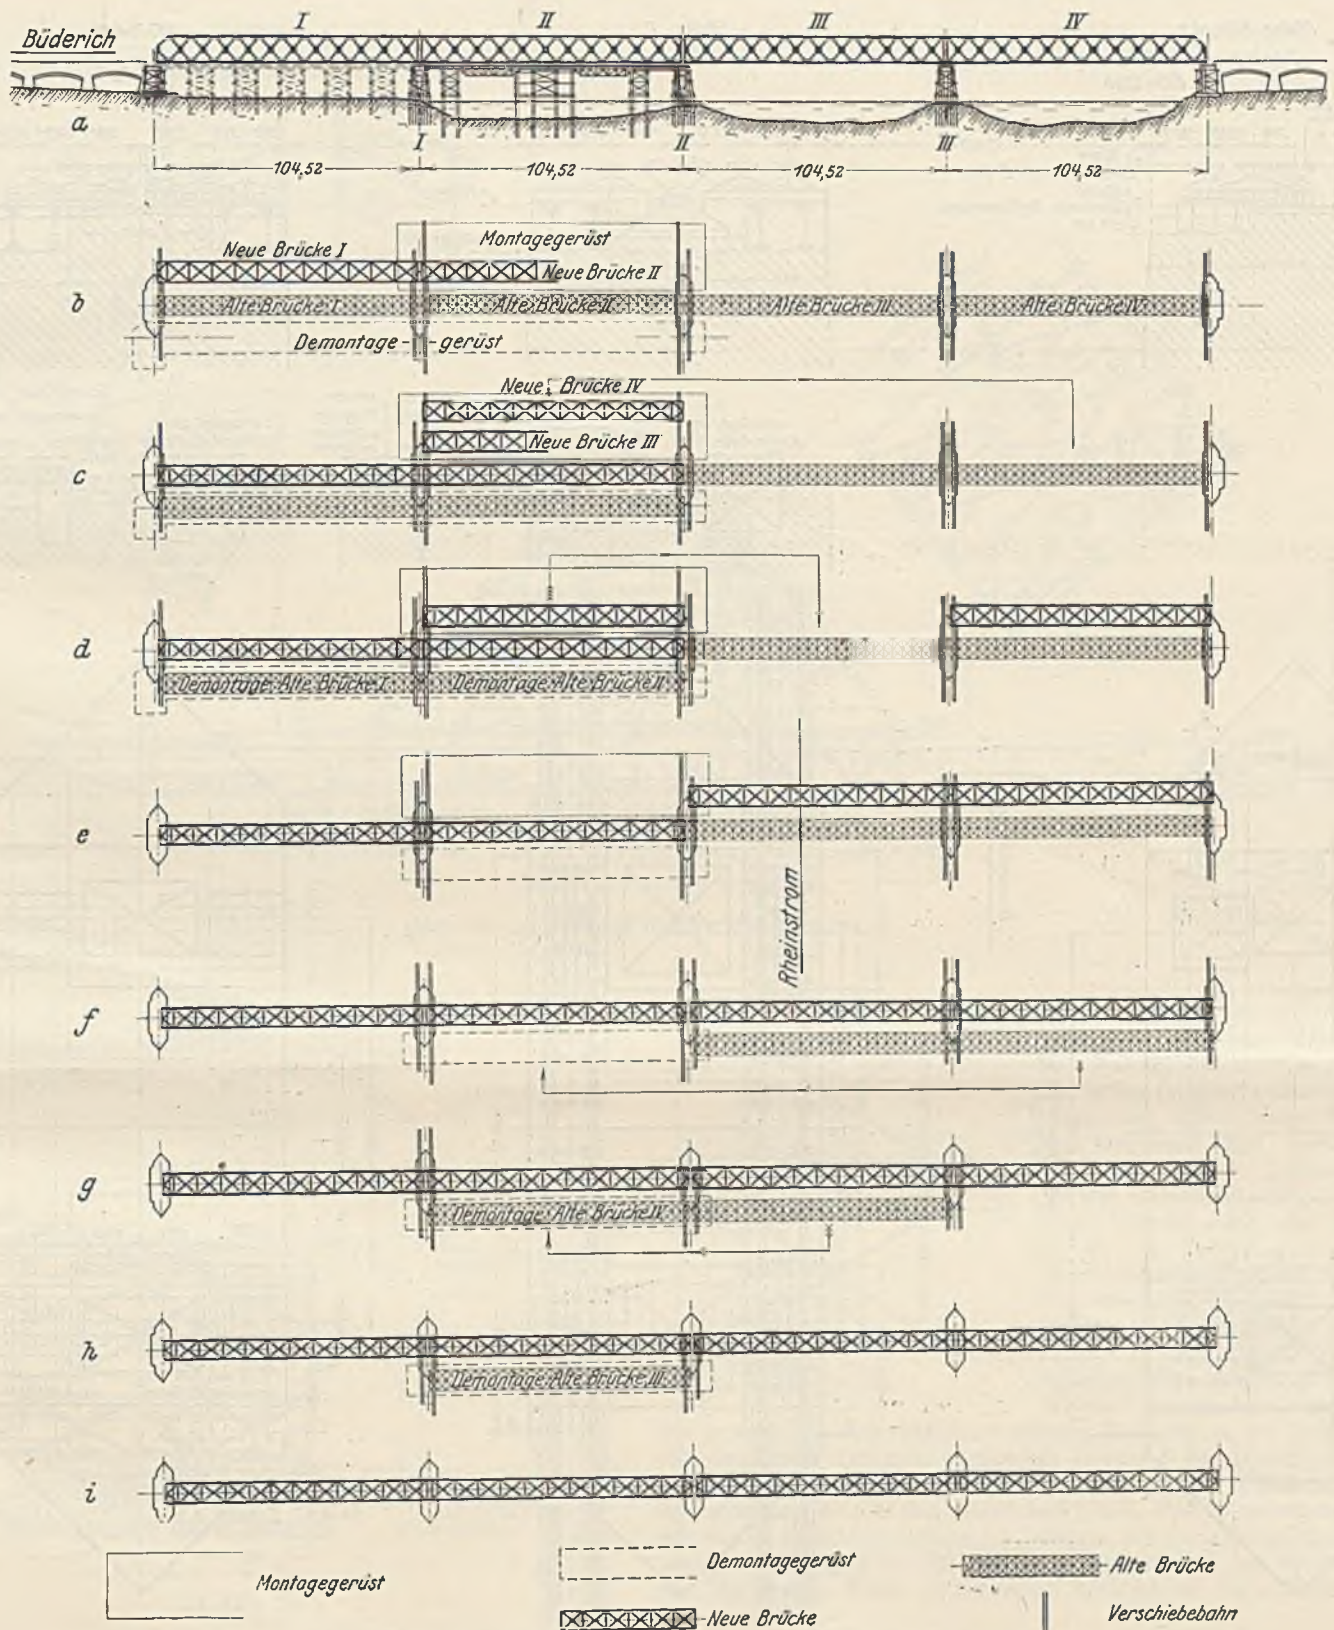 I II III IV
Büderich
a
I II III
104,52 104,52 104,52 104,52
Montagegerüst
Neue Brücke I
Neue Brücke II
b
Alte Brücke I Alte Brücke II Alte Brücke III Alte Brücke IV
Demontage - gerüst
Neue Brücke IV
Neue Brücke III
c
d
Demontage Alte Brücke I Demontage Alte Brücke II
e
Rheinstrom
f
g
Demontage Alte Brücke IV
h
Demontage Alte Brücke III
i
Montagegerüst
Demontagegerüst
Alte Brücke
Neue Brücke
Verschiebebahn